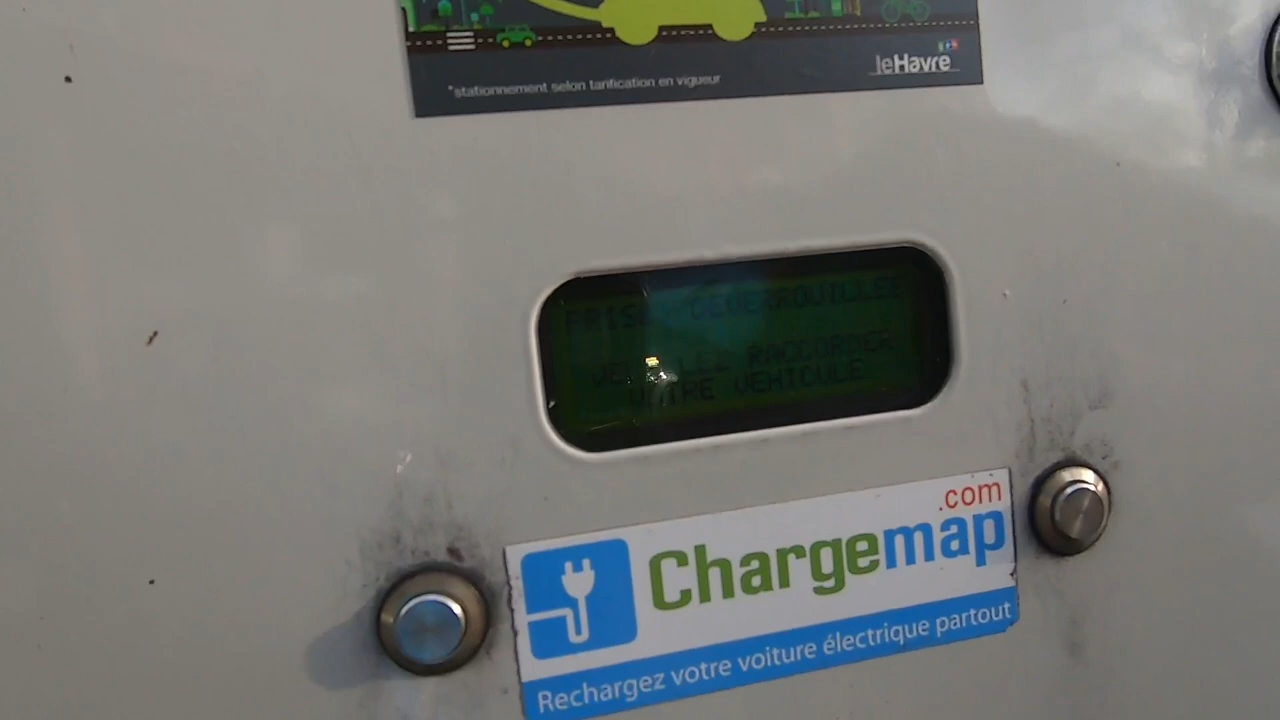 *stationnement selon tarification en vigueur
leHavre
PRISE DEVERROUILLEE
VEUILLEZ RACCORDER
VOTRE VEHICULE
.com
Chargemap
Rechargez votre voiture électrique partout